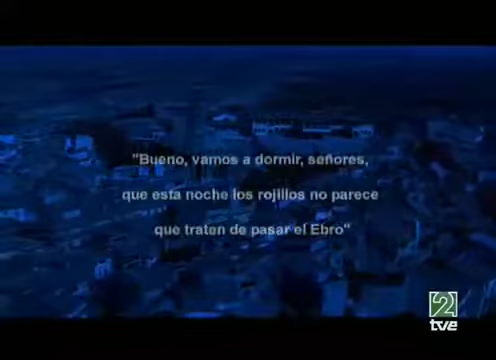 "Bueno, vamos a dormir, señores,
que esta noche los rojillos no parece
que traten de pasar el Ebro"
2
tve